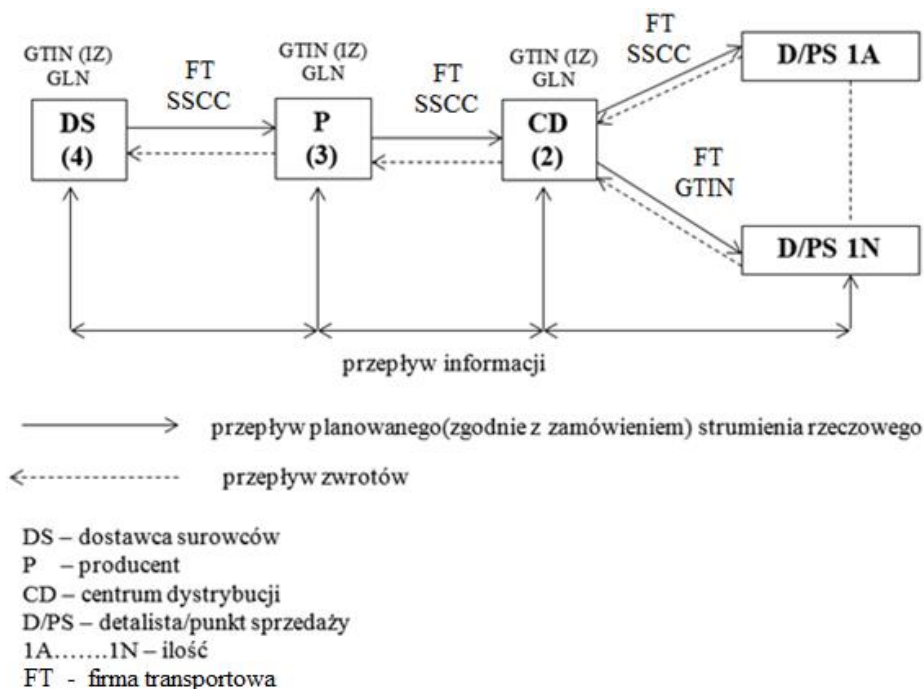 FT
SSCC
D/PS 1A
GTIN (IZ)
GLN
FT
SSCC
GTIN (IZ)
GLN
FT
SSCC
GTIN (IZ)
GLN
DS
(4)
P
(3)
CD
(2)
FT
GTIN
D/PS 1N
przepływ informacji
przepływ planowanego(zgodnie z zamówieniem) strumienia rzeczowego
przepływ zwrotów
DS – dostawca surowców
P – producent
CD – centrum dystrybucji
D/PS – detalista/punkt sprzedaży
1A…….1N – ilość
FT - firma transportowa